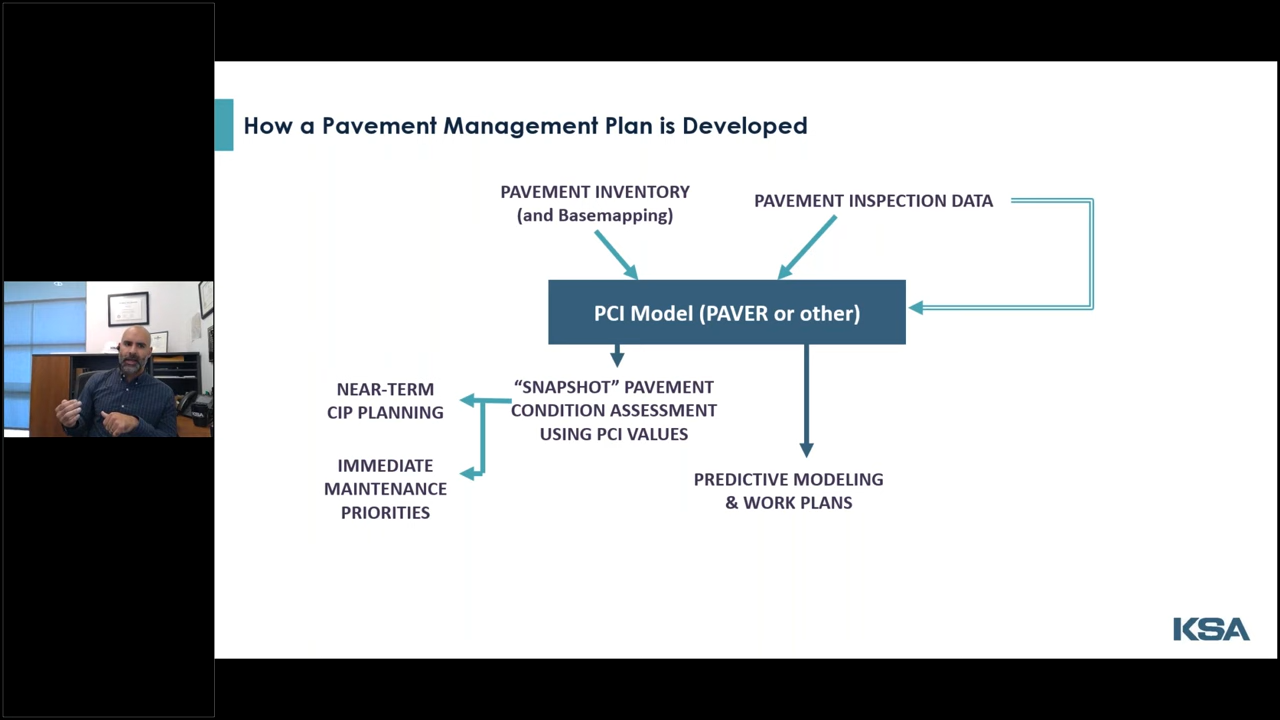 How a Pavement Management Plan is Developed
PAVEMENT INVENTORY
(and Basemapping)
PAVEMENT INSPECTION DATA
PCI Model (PAVER or other)
“SNAPSHOT” PAVEMENT
CONDITION ASSESSMENT
USING PCI VALUES
NEAR-TERM
CIP PLANNING
IMMEDIATE
MAINTENANCE
PRIORITIES
PREDICTIVE MODELING
& WORK PLANS
KSA
KSA